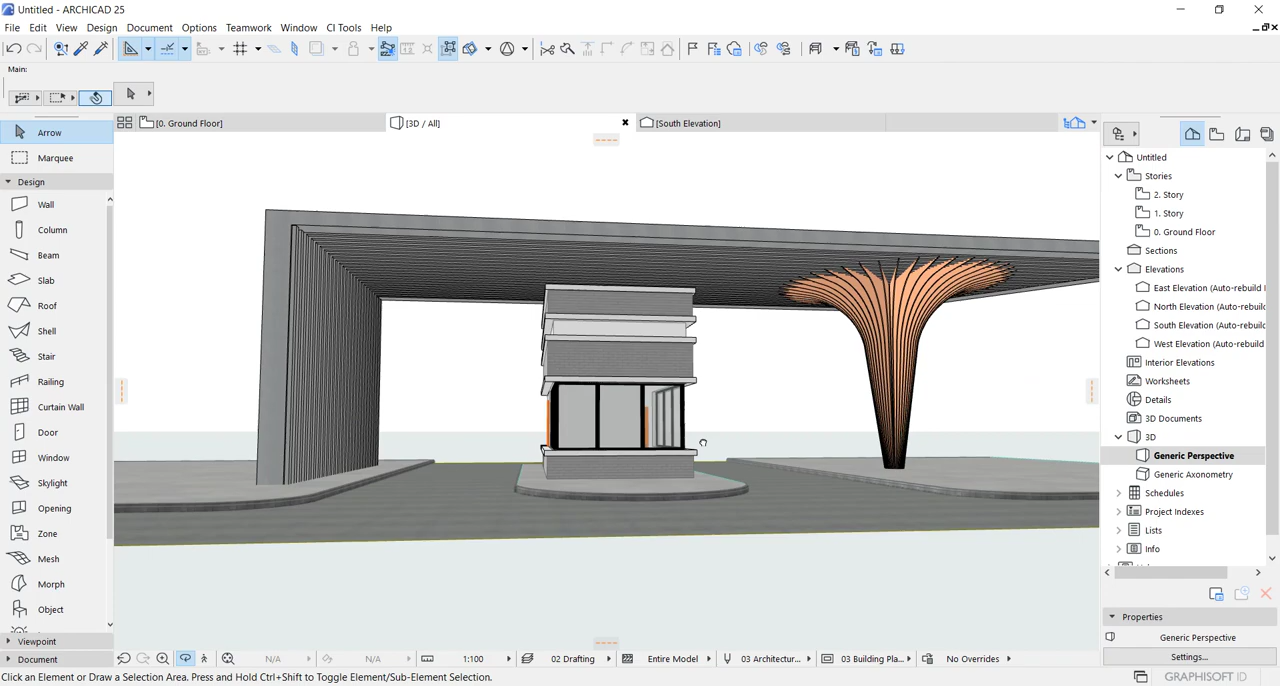 Untitled - ARCHICAD 25
File Edit View Design Document Options Teamwork Window CI Tools Help
Main:
[0. Ground Floor] [3D / All] [South Elevation]
Arrow
Marquee
Design
Wall
Column
Beam
Slab
Roof
Shell
Stair
Railing
Curtain Wall
Door
Window
Skylight
Opening
Zone
Mesh
Morph
Object
Viewpoint
Document
Untitled
Stories
2. Story
1. Story
0. Ground Floor
Sections
Elevations
East Elevation (Auto-rebuild
North Elevation (Auto-rebuild
South Elevation (Auto-rebuild
West Elevation (Auto-rebuild
Interior Elevations
Worksheets
Details
3D Documents
3D
Generic Perspective
Generic Axonometry
Schedules
Project Indexes
Lists
Info
Properties
Generic Perspective
Settings...
N/A N/A 1:100 02 Drafting Entire Model 03 Architectur... 03 Building Pla... No Overrides
Click an Element or Draw a Selection Area. Press and Hold Ctrl+Shift to Toggle Element/Sub-Element Selection.
GRAPHISOFT ID